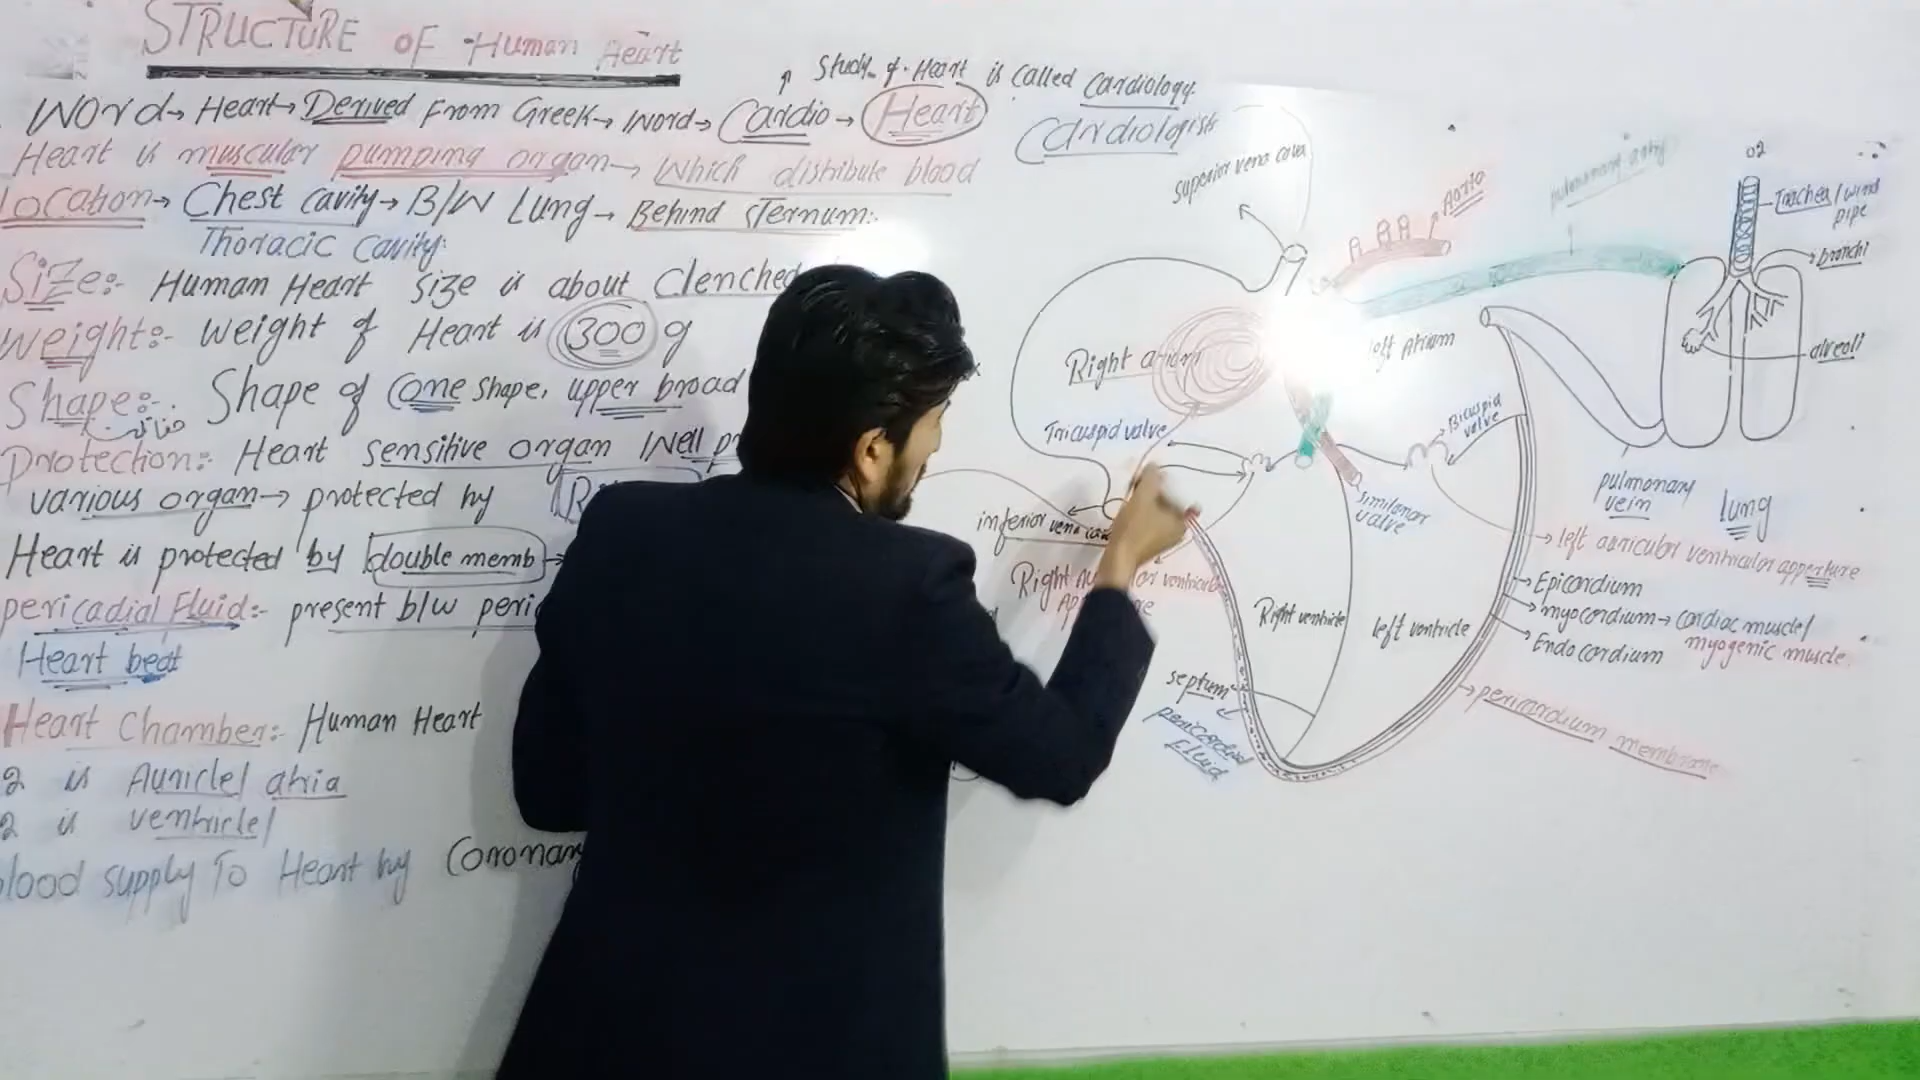 STRUCTURE OF Human Heart
Study of Heart is called Cardiology
Word → Heart → Derived From Greek → Word → Cardio → Heart
Cardiologists
Heart is muscular pumping organ → Which distribute blood
Location → Chest cavity → B/W Lung → Behind sternum:
Thoracic cavity:
Size:- Human Heart size is about Clenched
Weight:- Weight of Heart is 300 g
Shape:- Shape of Cone shape, upper broad
Protection:- Heart sensitive organ Well
various organ → protected by
Heart is protected by double memb →
pericadial Fluid:- present b/w
Heart beat
Heart Chamber:- Human Heart
2 is Auricle/ atria
2 is ventricle/
blood supply To Heart by
superior vena cava
Aorta
pulmonary artry
O2
Trachea/wind
pipe
bronchi
alveoli
Right atrium
left Atrium
Tricuspid valve
Bicuspid
valve
inferior vena
similunar
valve
pulmonary
vein
lung
left auricular ventricular apperture
Right
Epicardium
myocardium → cardiac muscle/
myogenic muscle.
Endocardium
Right ventricle
left ventricle
septum
pericardial
fluid
pericardium membrane